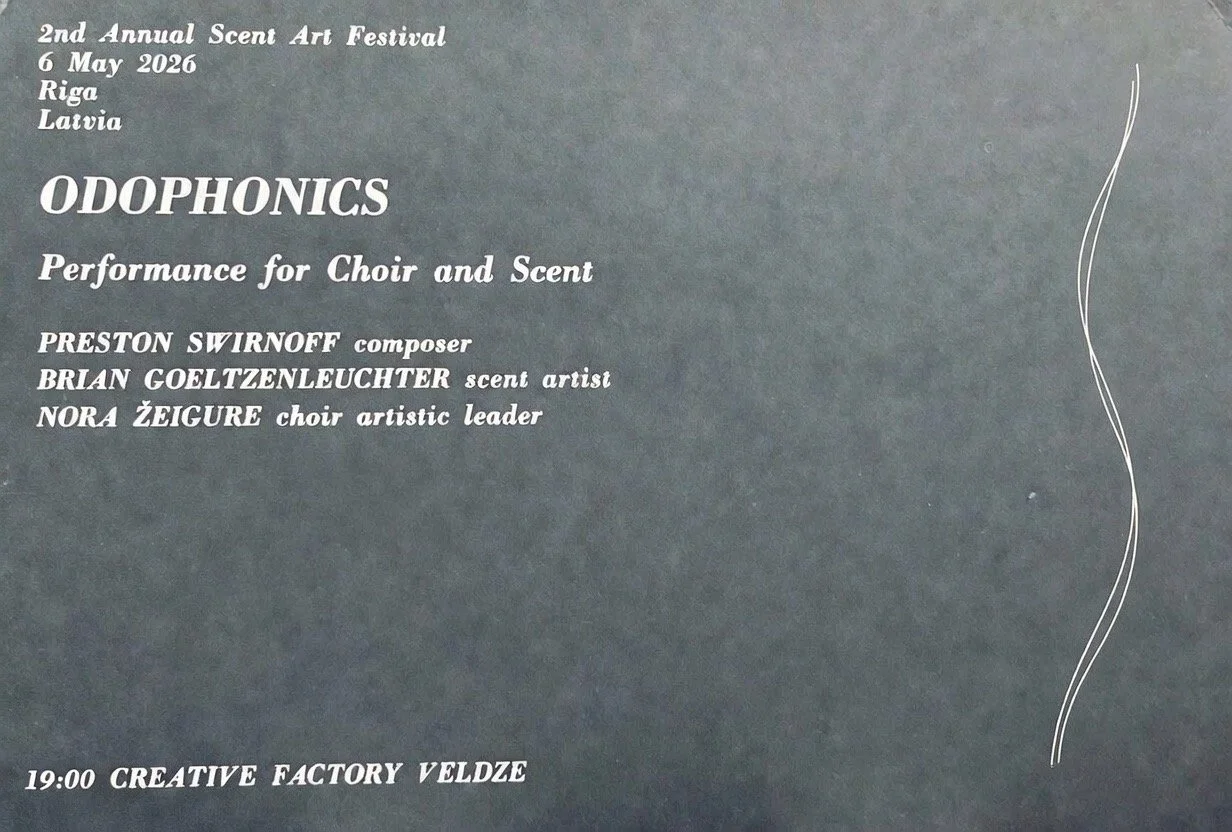 2nd Annual Scent Art Festival
6 May 2026
Riga
Latvia
ODOPHONICS
Performance for Choir and Scent
PRESTON SWIRNOFF composer
BRIAN GOELTZENLEUCHTER scent artist
NORA ŽEIGURE choir artistic leader
19:00 CREATIVE FACTORY VELDZE